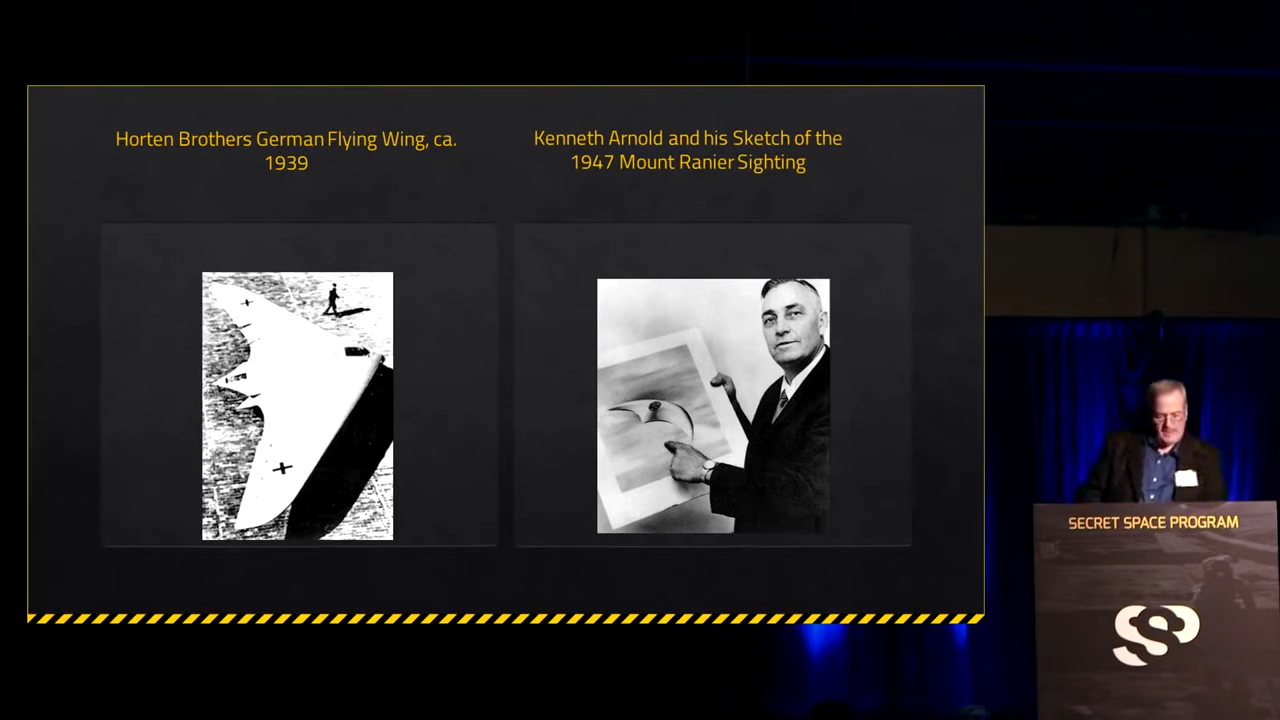 Horten Brothers German Flying Wing, ca.
1939
Kenneth Arnold and his Sketch of the
1947 Mount Ranier Sighting
SECRET SPACE PROGRAM
SSP